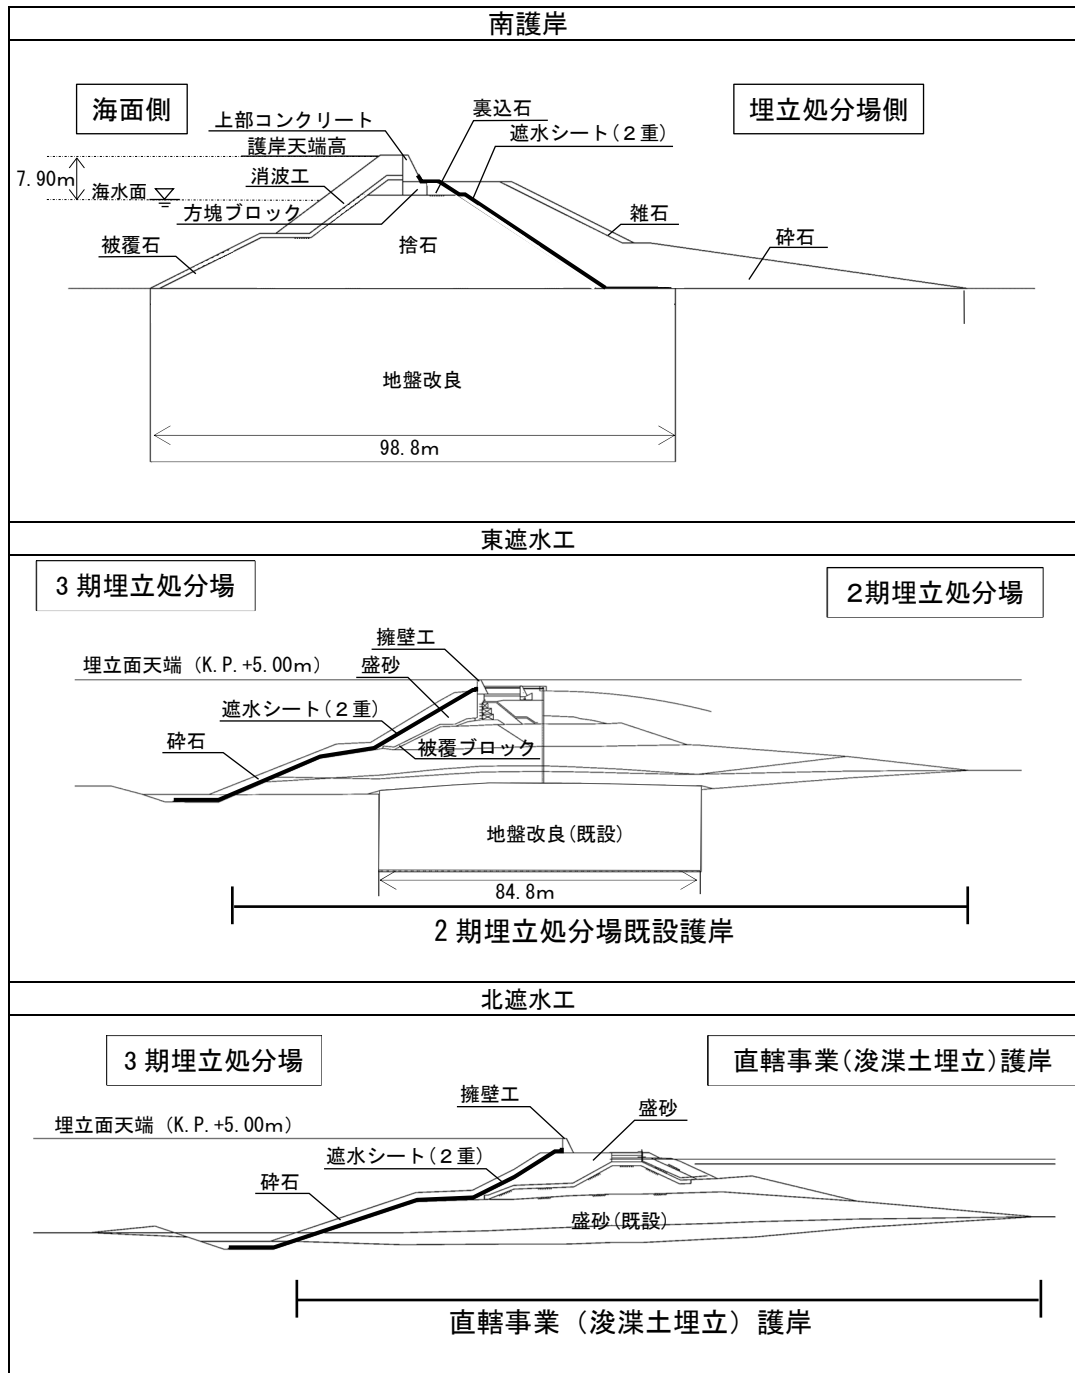 南護岸
海面側
埋立処分場側
上部コンクリート
裏込石
護岸天端高
遮水シート(2重)
7.90m
海水面
消波工
方塊ブロック
雑石
被覆石
捨石
砕石
地盤改良
98.8m
東遮水工
3期埋立処分場
2期埋立処分場
擁壁工
埋立面天端 (K.P.+5.00m)
盛砂
遮水シート(2重)
砕石
被覆ブロック
地盤改良(既設)
84.8m
2期埋立処分場既設護岸
北遮水工
3期埋立処分場
直轄事業(浚渫土埋立)護岸
擁壁工
盛砂
埋立面天端 (K.P.+5.00m)
遮水シート(2重)
砕石
盛砂(既設)
直轄事業(浚渫土埋立)護岸